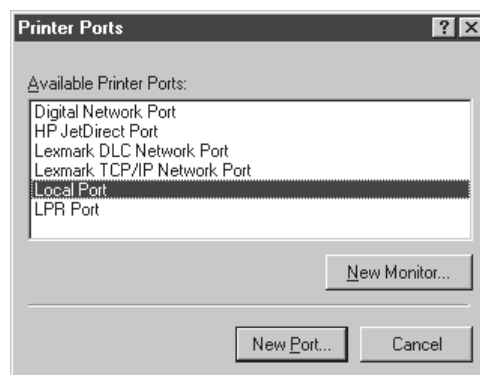 Printer Ports
Available Printer Ports:
Digital Network Port
HP JetDirect Port
Lexmark DLC Network Port
Lexmark TCP/IP Network Port
Local Port
LPR Port
New Monitor...
New Port...
Cancel